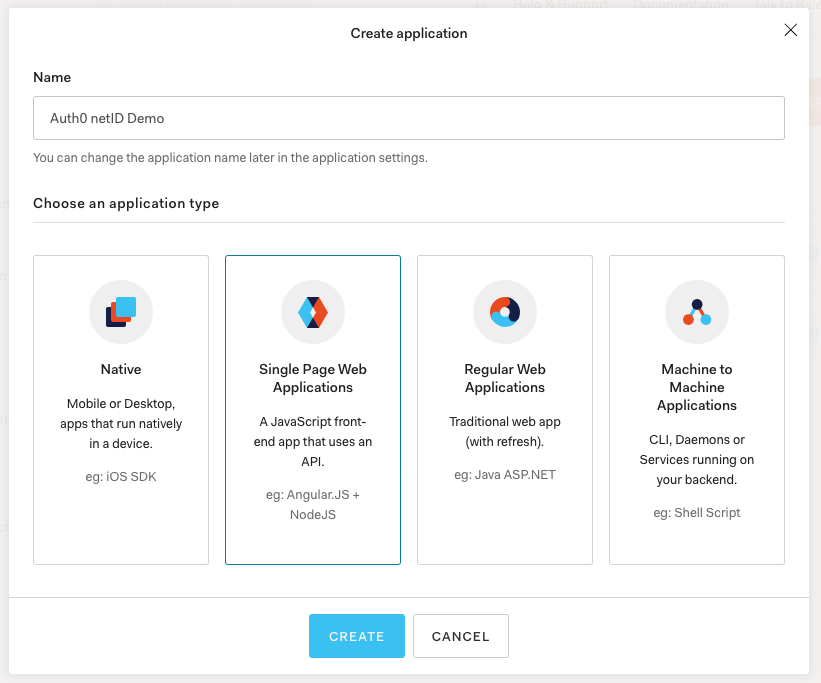 Help & Support Documentation
Create application
Name
Auth0 netID Demo
You can change the application name later in the application settings.
Choose an application type
Native
Mobile or Desktop,
apps that run natively
in a device.
eg: iOS SDK
Single Page Web
Applications
A JavaScript front-
end app that uses an
API.
eg: Angular.JS +
NodeJS
Regular Web
Applications
Traditional web app
(with refresh).
eg: Java ASP.NET
Machine to
Machine
Applications
CLI, Daemons or
Services running on
your backend.
eg: Shell Script
CREATE
CANCEL